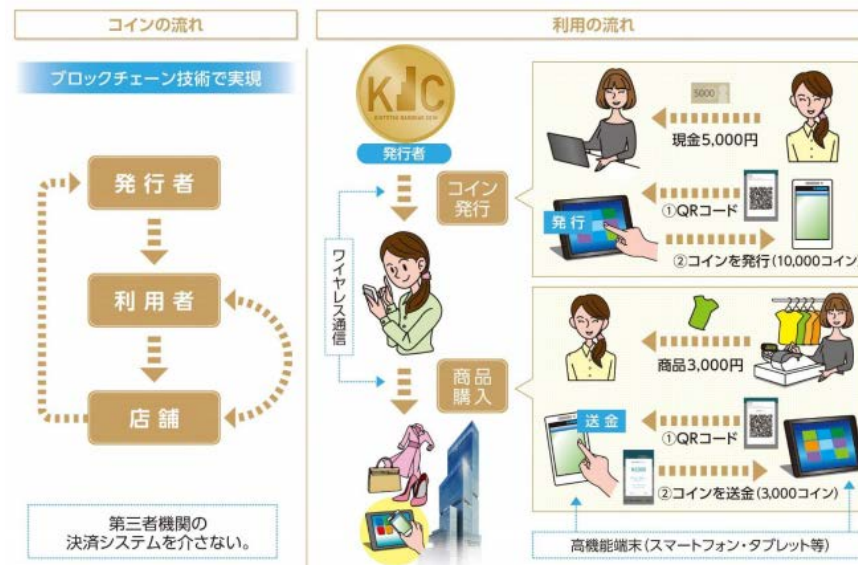 コインの流れ
ブロックチェーン技術で実現
発行者
利用者
店舗
第三者機関の
決済システムを介さない。
利用の流れ
KIC
発行者
コイン
発行
ワイヤレス通信
商品
購入
5000
現金5,000円
①QRコード
発行
②コインを発行(10,000コイン)
商品3,000円
送金
①QRコード
②コインを送金(3,000コイン)
高機能端末(スマートフォン・タブレット等)